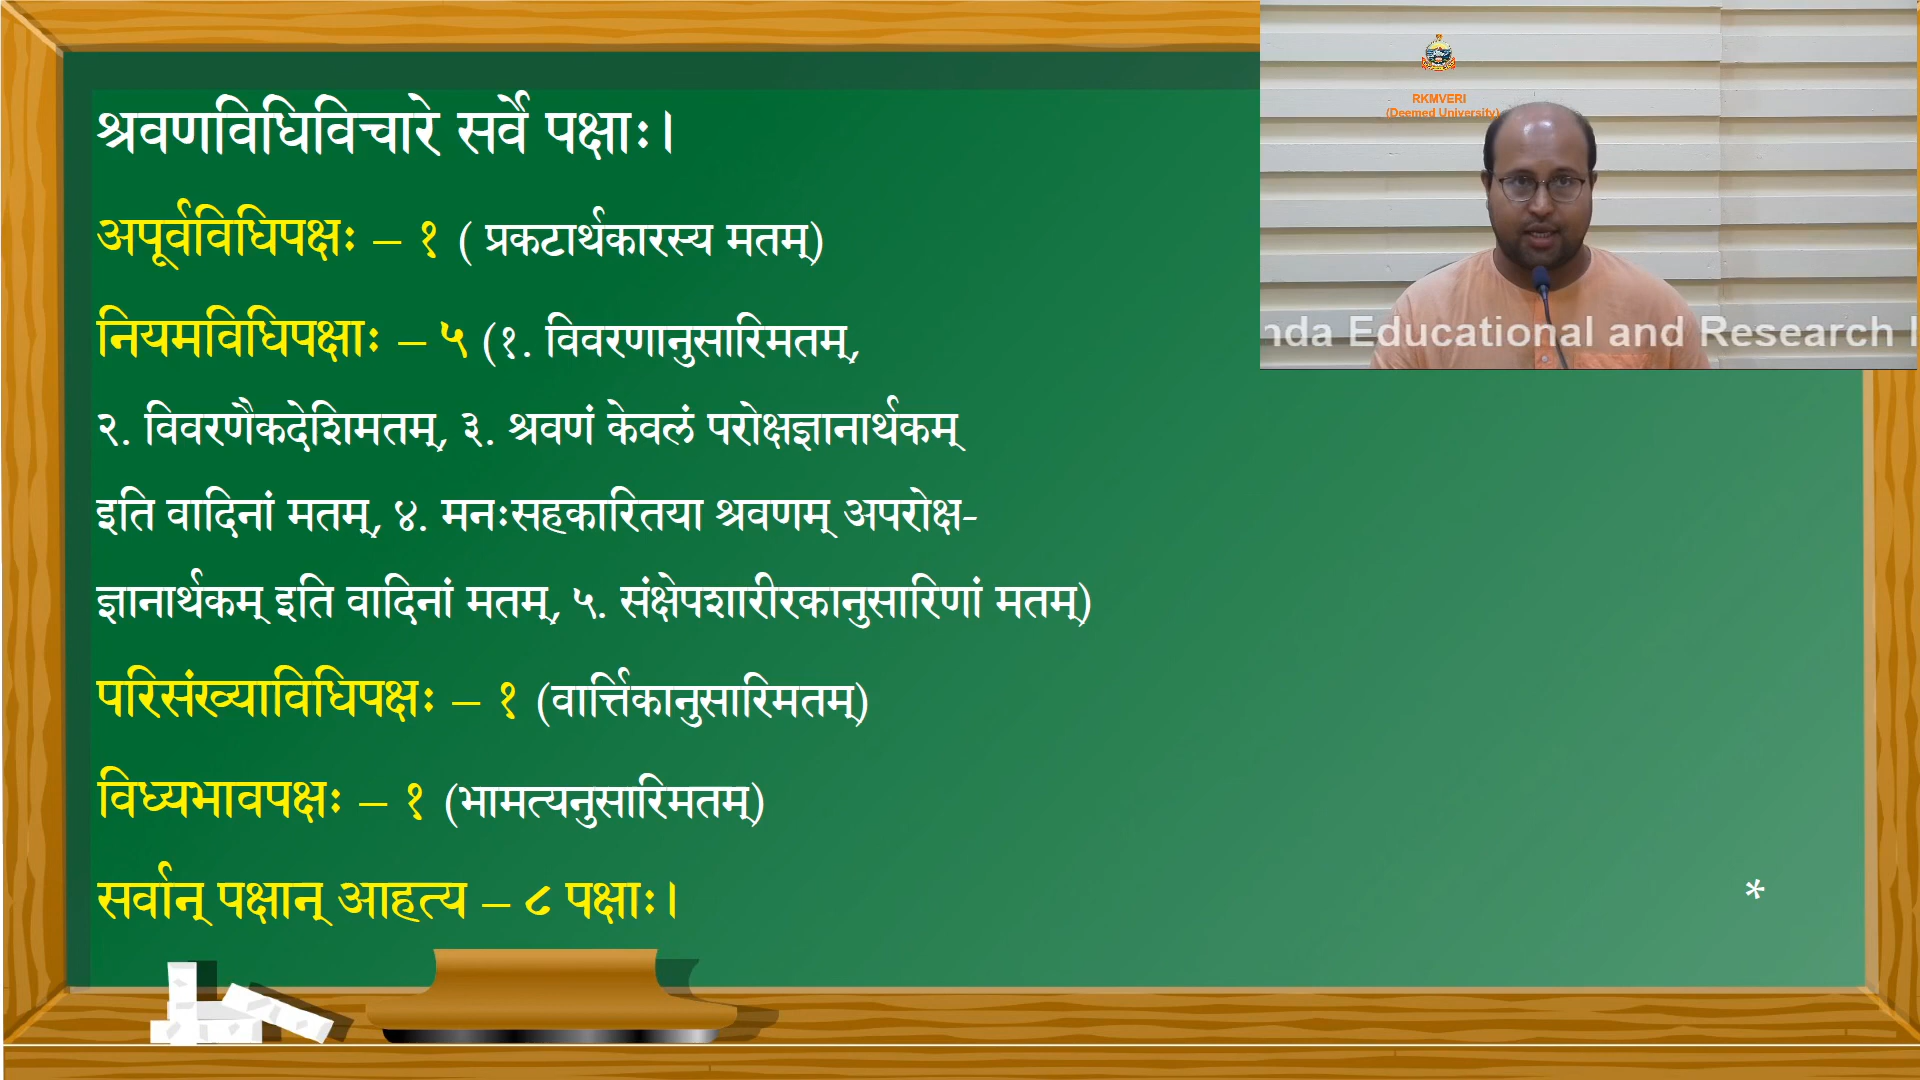 श्रवणविधिविचारे सर्वे पक्षाः।
अपूर्वविधिपक्षः – १ ( प्रकटार्थकारस्य मतम्)
नियमविधिपक्षाः – ५ (१. विवरणानुसारिमतम्,
२. विवरणैकदेशिमतम्, ३. श्रवणं केवलं परोक्षज्ञानार्थकम्
इति वादिनां मतम्, ४. मनःसहकारितया श्रवणम् अपरोक्ष-
ज्ञानार्थकम् इति वादिनां मतम्, ५. संक्षेपशारीरकानुसारिणां मतम्)
परिसंख्याविधिपक्षः – १ (वार्त्तिकानुसारिमतम्)
विध्यभावपक्षः – १ (भामत्यनुसारिमतम्)
सर्वान् पक्षान् आहत्य – ८ पक्षाः।
*
RKMVERI
(Deemed University)
nda Educational and Research I